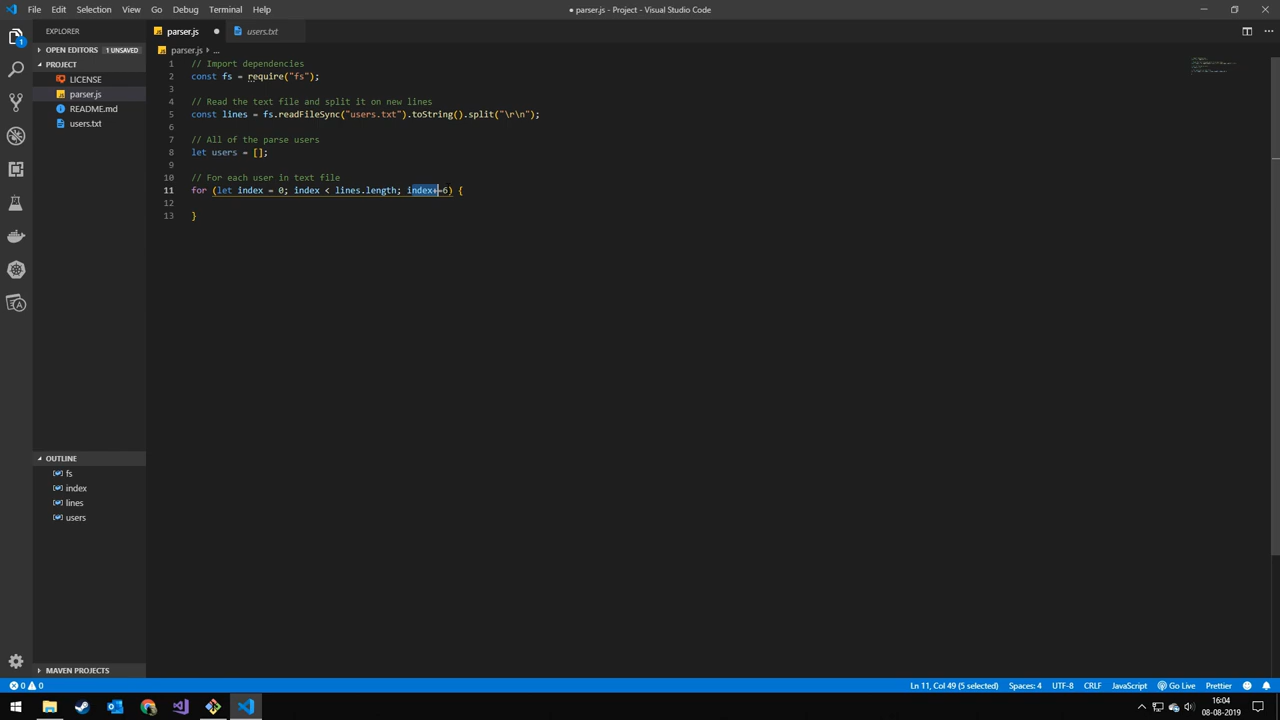 File Edit Selection View Go Debug Terminal Help
● parser.js - Project - Visual Studio Code
EXPLORER
parser.js
users.txt
OPEN EDITORS 1 UNSAVED
parser.js > ...
PROJECT
LICENSE
parser.js
README.md
users.txt
1 // Import dependencies
2 const fs = require("fs");
3
4 // Read the text file and split it on new lines
5 const lines = fs.readFileSync("users.txt").toString().split("\r\n");
6
7 // All of the parse users
8 let users = [];
9
10 // For each user in text file
11 for (let index = 0; index < lines.length; index+=6) {
12
13 }
OUTLINE
fs
index
lines
users
MAVEN PROJECTS
0 0
Ln 11, Col 49 (5 selected) Spaces: 4 UTF-8 CRLF JavaScript Go Live Prettier
1
16:04
08-08-2019